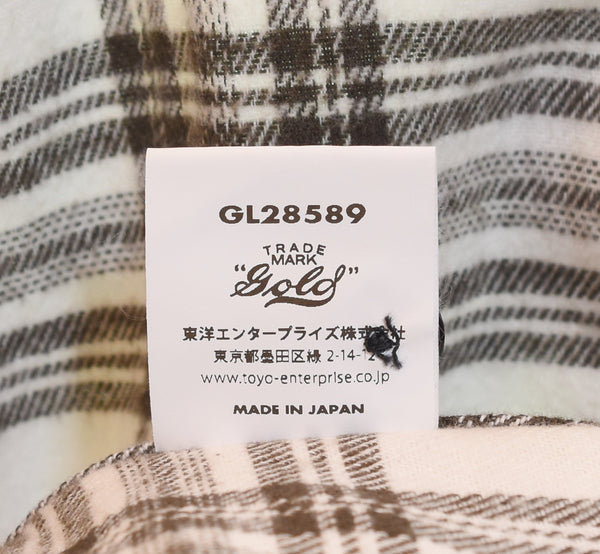 GL28589
TRADE
MARK
"Gold"
東洋エンタープライズ株式会社
東京都墨田区緑 2-14-12
www.toyo-enterprise.co.jp
MADE IN JAPAN